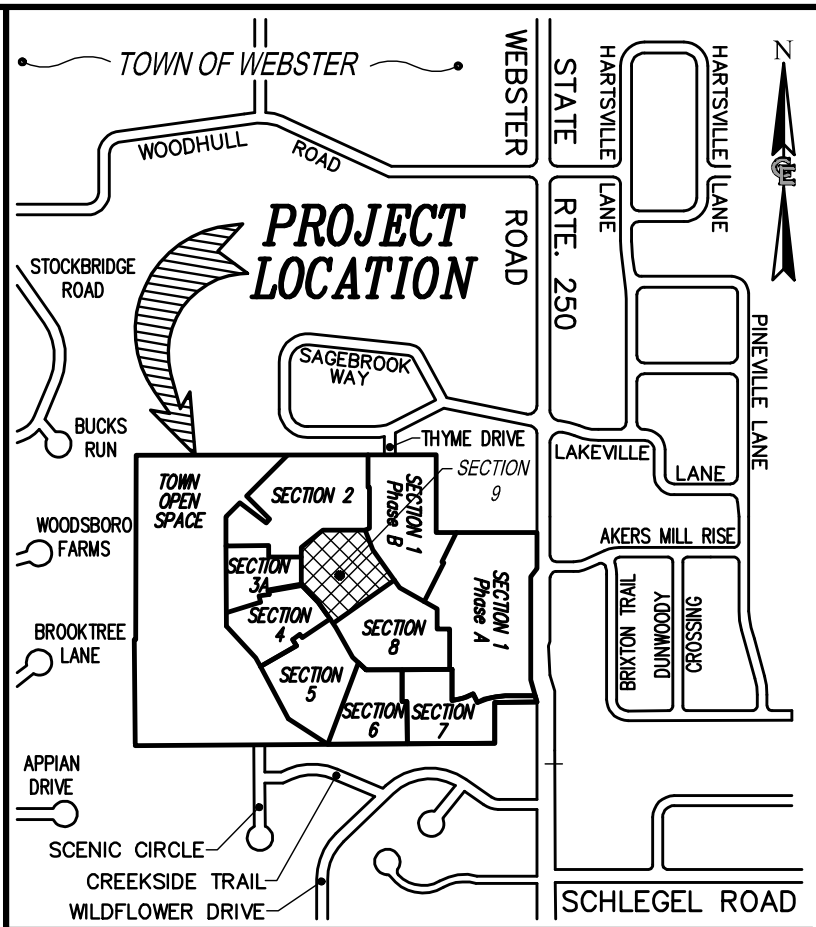 TOWN OF WEBSTER
WEBSTER
ROAD
STATE
RTE. 250
HARTSVILLE
LANE
HARTSVILLE
LANE
N
WOODHULL
ROAD
PROJECT
LOCATION
STOCKBRIDGE
ROAD
PINEVILLE LANE
SAGEBROOK
WAY
BUCKS
RUN
THYME DRIVE
LAKEVILLE
LANE
SECTION
9
TOWN
OPEN
SPACE
SECTION 2
SECTION 1
Phase B
WOODSBORO
FARMS
AKERS MILL RISE
SECTION
3A
SECTION 1
Phase A
SECTION
4
SECTION
8
BROOKTREE
LANE
BRIXTON TRAIL
DUNWOODY
CROSSING
SECTION
5
SECTION
6
SECTION
7
APPIAN
DRIVE
SCENIC CIRCLE
CREEKSIDE TRAIL
WILDFLOWER DRIVE
SCHLEGEL ROAD